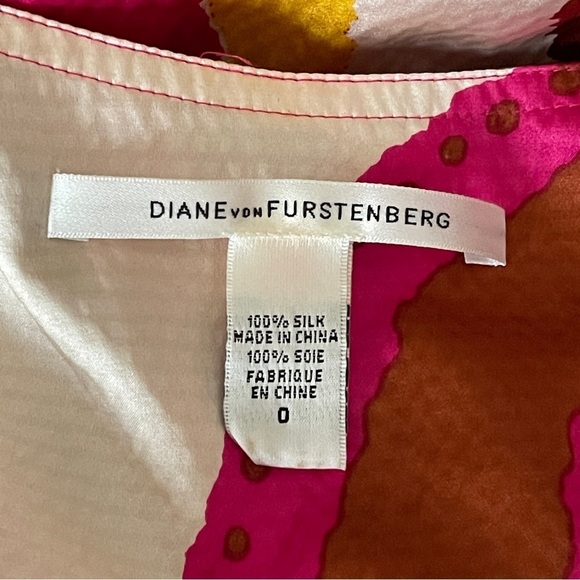 DIANE VON FURSTENBERG
100% SILK
MADE IN CHINA
100% SOIE
FABRIQUE
EN CHINE
0